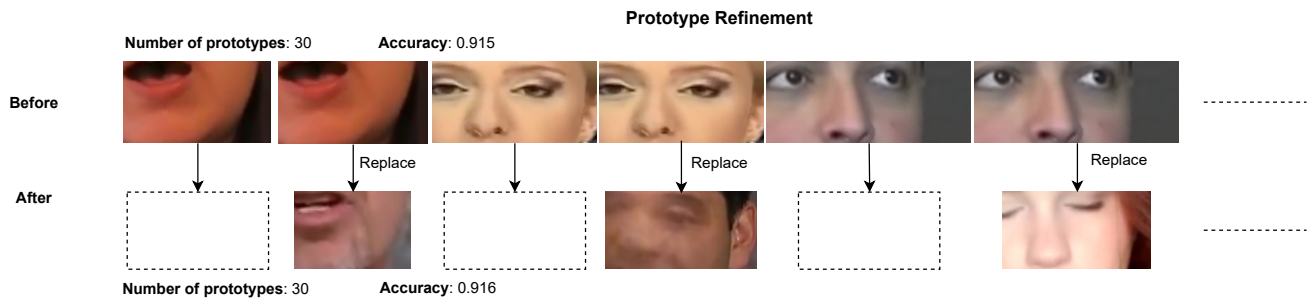 Prototype Refinement
Number of prototypes: 30 Accuracy: 0.915
Before
Replace Replace Replace
After
Number of prototypes: 30 Accuracy: 0.916